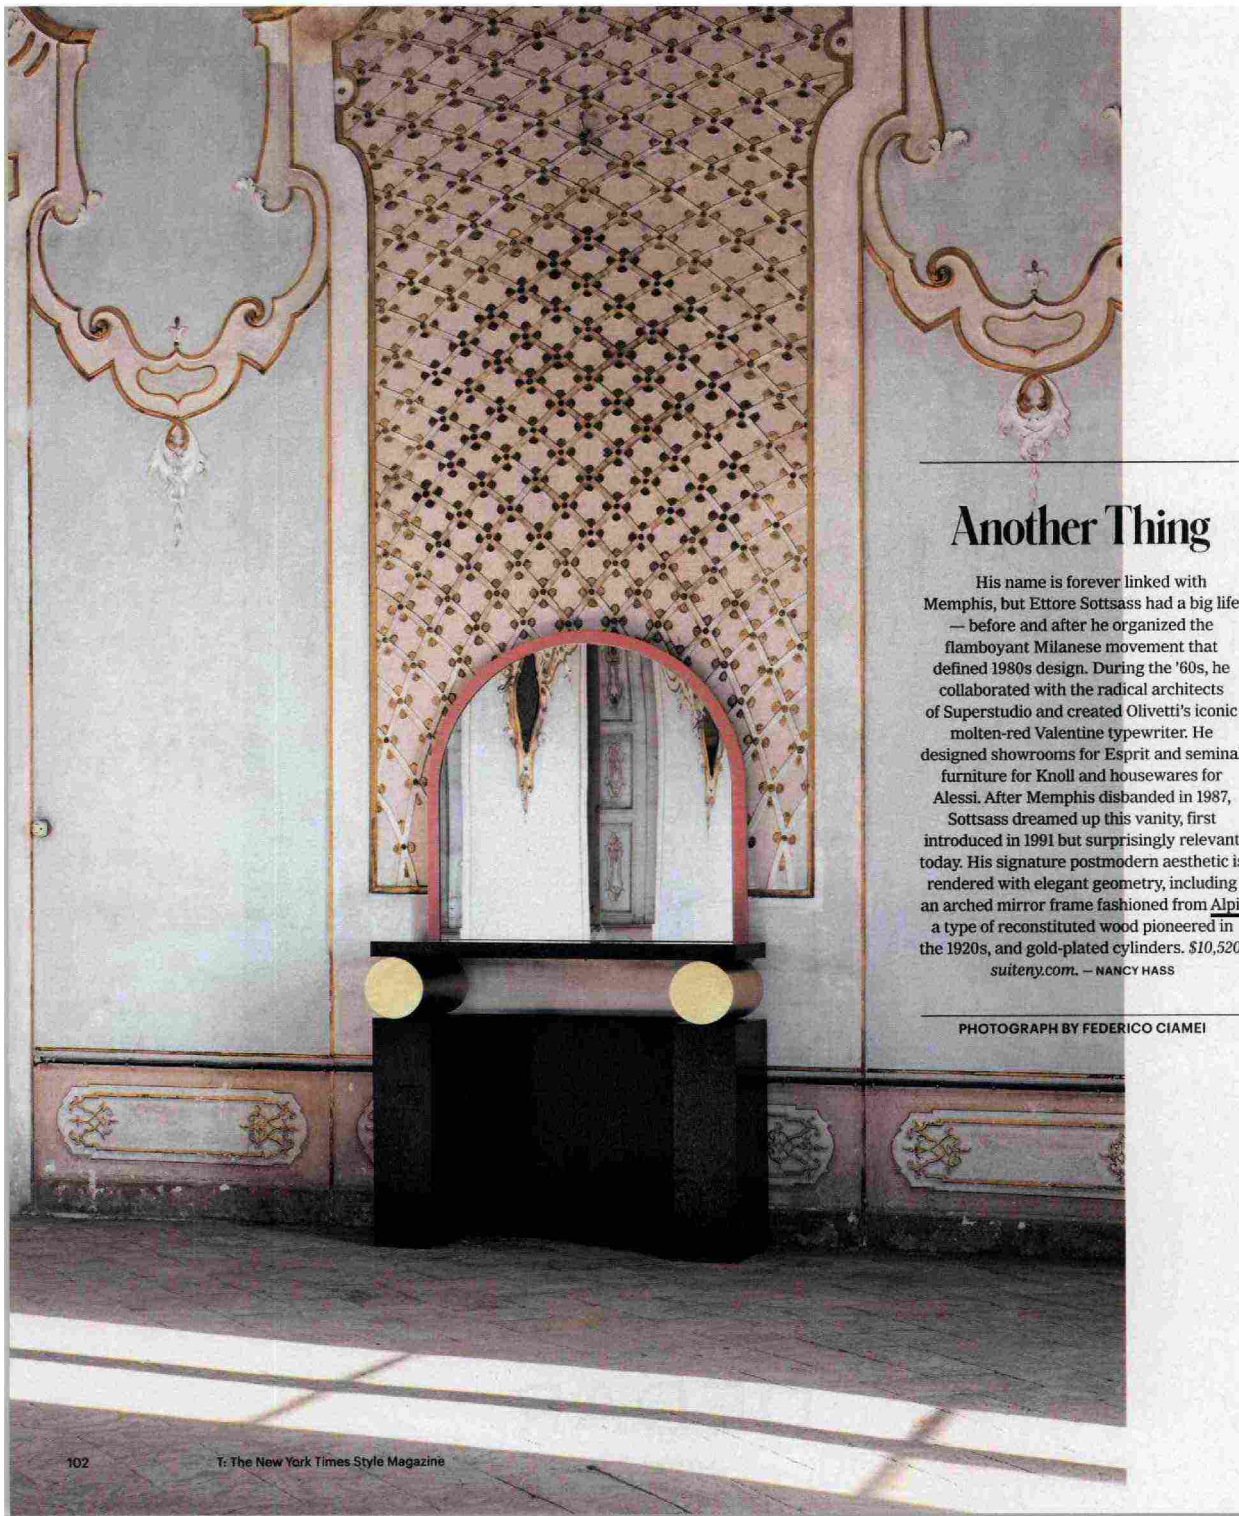 Another Thing
His name is forever linked with
Memphis, but Ettore Sottsass had a big life
— before and after he organized the
flamboyant Milanese movement that
defined 1980s design. During the ’60s, he
collaborated with the radical architects
of Superstudio and created Olivetti’s iconic
molten-red Valentine typewriter. He
designed showrooms for Esprit and semina
furniture for Knoll and housewares for
Alessi. After Memphis disbanded in 1987,
Sottsass dreamed up this vanity, first
introduced in 1991 but surprisingly relevant
today. His signature postmodern aesthetic is
rendered with elegant geometry, including
an arched mirror frame fashioned from Alpi
a type of reconstituted wood pioneered in
the 1920s, and gold-plated cylinders. $10,520
suiteny.com. — NANCY HASS
PHOTOGRAPH BY FEDERICO CIAMEI
102
T: The New York Times Style Magazine